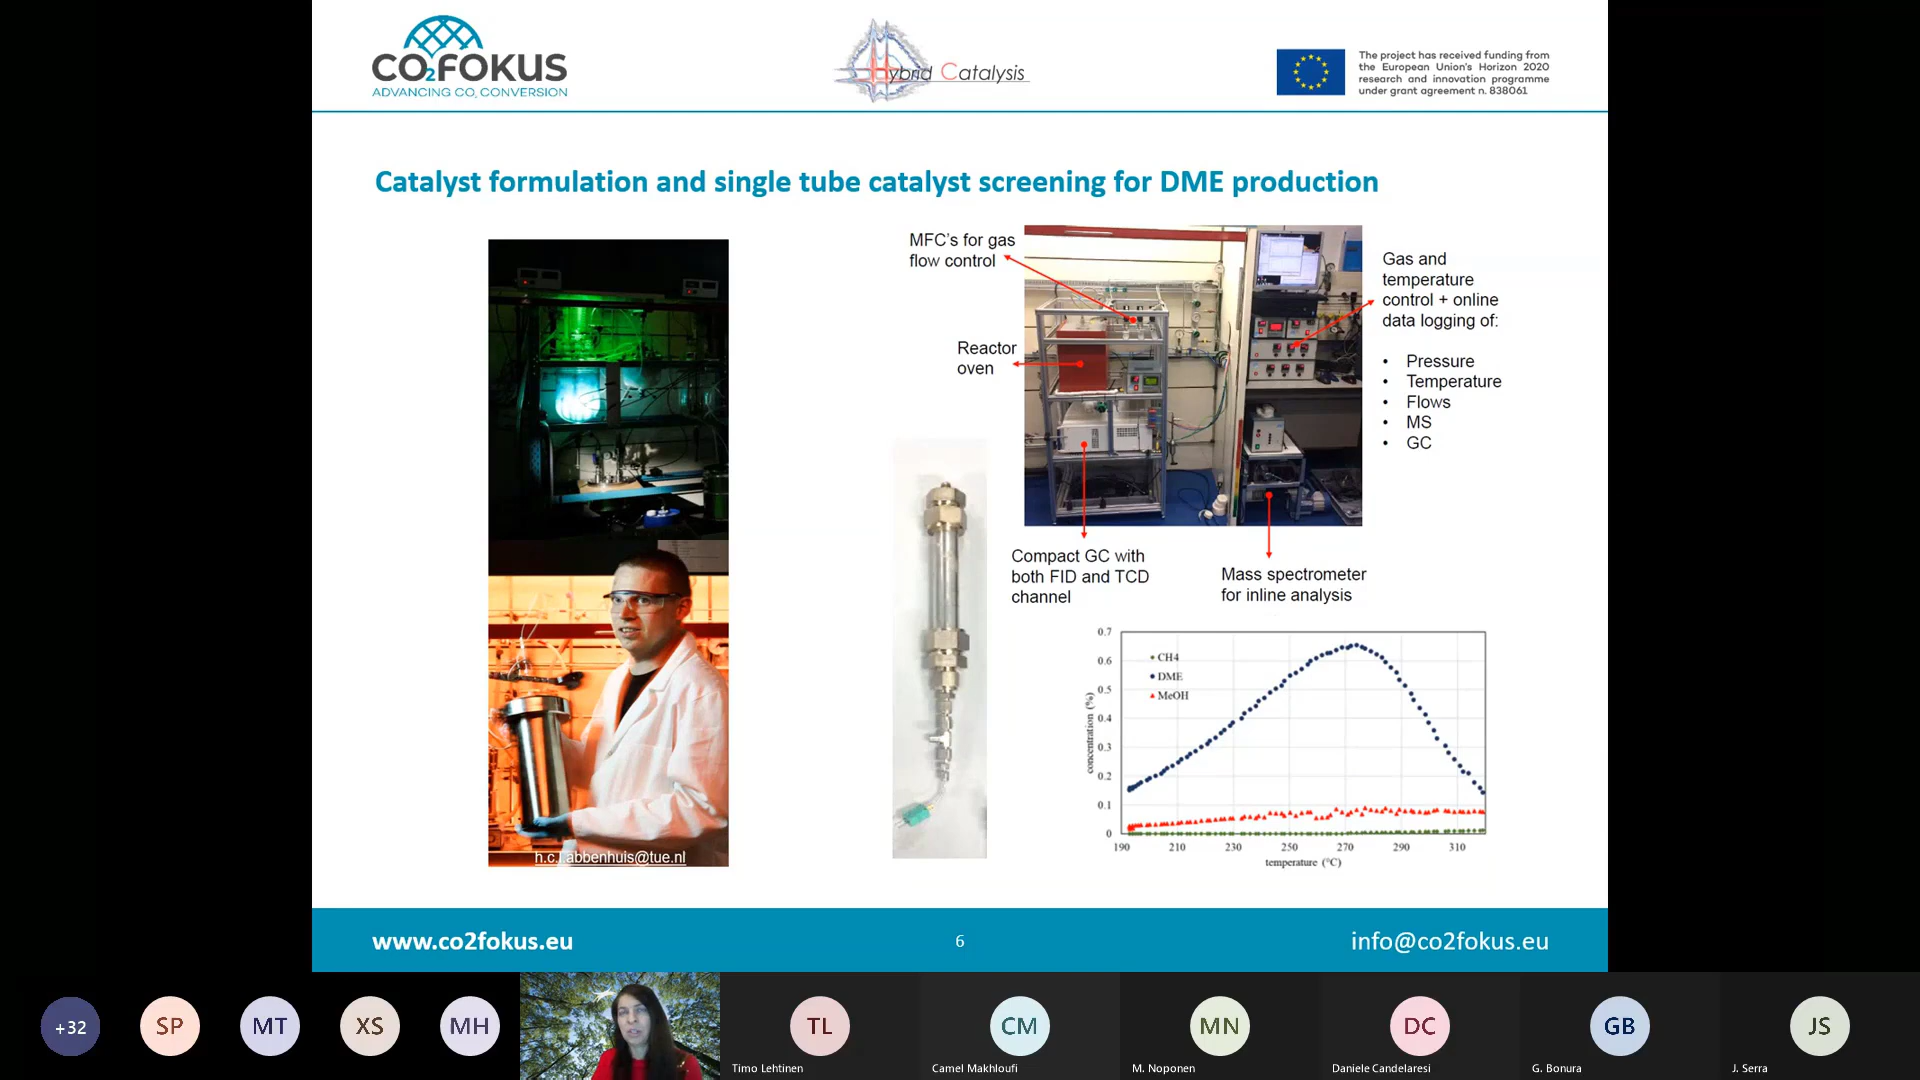 CO2FOKUS
ADVANCING CO2 CONVERSION
Hybrid Catalysis
The project has received funding from
the European Union's Horizon 2020
research and innovation programme
under grant agreement n. 838061
Catalyst formulation and single tube catalyst screening for DME production
MFC's for gas
flow control
Reactor
oven
Gas and
temperature
control + online
data logging of:
• Pressure
• Temperature
• Flows
• MS
• GC
Compact GC with
both FID and TCD
channel
Mass spectrometer
for inline analysis
CH4
DME
MeOH
concentration (%)
0.7
0.6
0.5
0.4
0.3
0.2
0.1
0
190 210 230 250 270 290 310
temperature (°C)
h.c.l.abbenhuis@tue.nl
www.co2fokus.eu
6
info@co2fokus.eu
+32
SP
MT
XS
MH
TL
CM
MN
DC
GB
JS
Timo Lehtinen
Camel Makhloufi
M. Noponen
Daniele Candelaresi
G. Bonura
J. Serra